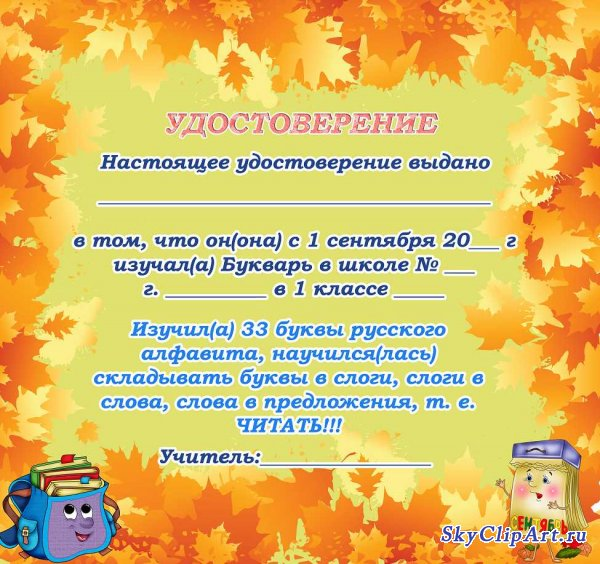 УДОСТОВЕРЕНИЕ
Настоящее удостоверение выдано
____________________________________
в том, что он(она) с 1 сентября 20___ г
изучал(а) Букварь в школе № ___
г. __________ в 1 классе _____
Изучил(а) 33 буквы русского
алфавита, научился(лась)
складывать буквы в слоги, слоги в
слова, слова в предложения, т. е.
ЧИТАТЬ!!!
Учитель:_________________
СЕНТЯБРЬ
SkyClipArt.ru